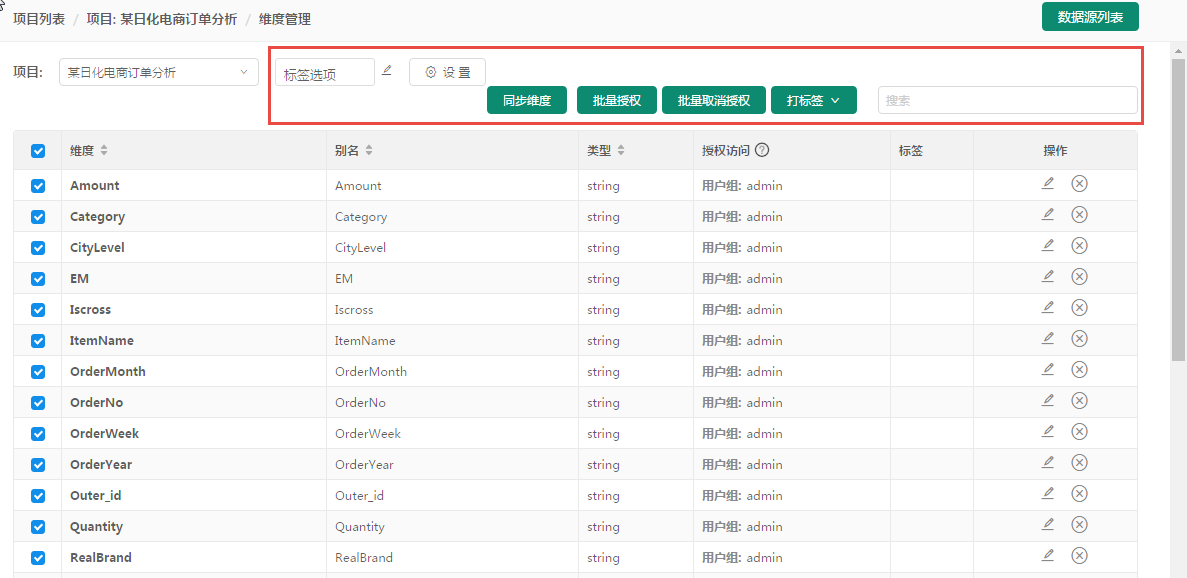 项目列表 / 项目: 某日化电商订单分析 / 维度管理
数据源列表
项目: 某日化电商订单分析 标签选项 设 置
同步维度 批量授权 批量取消授权 打标签 搜索
维度 别名 类型 授权访问 标签 操作
Amount Amount string 用户组: admin
Category Category string 用户组: admin
CityLevel CityLevel string 用户组: admin
EM EM string 用户组: admin
Iscross Iscross string 用户组: admin
ItemName ItemName string 用户组: admin
OrderMonth OrderMonth string 用户组: admin
OrderNo OrderNo string 用户组: admin
OrderWeek OrderWeek string 用户组: admin
OrderYear OrderYear string 用户组: admin
Outer_id Outer_id string 用户组: admin
Quantity Quantity string 用户组: admin
RealBrand RealBrand string 用户组: admin